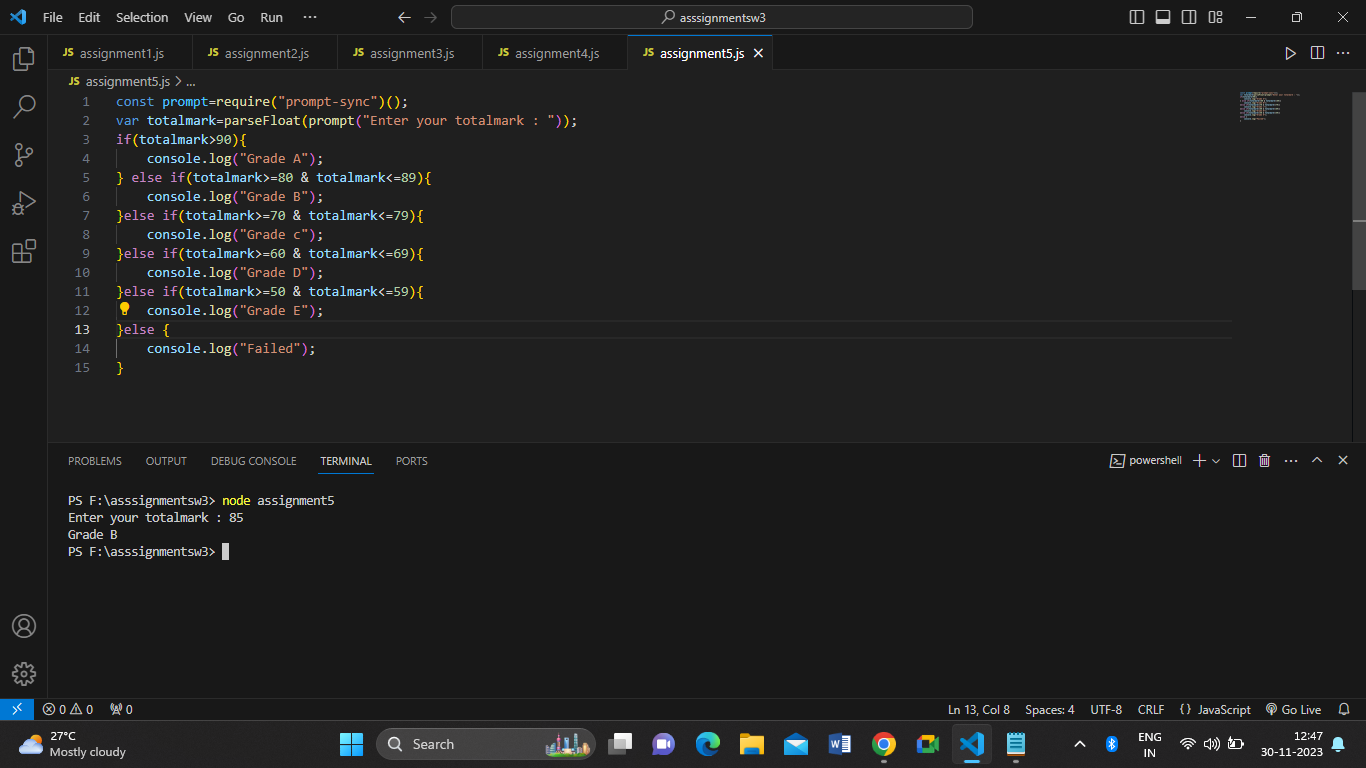 File Edit Selection View Go Run ··· asssignmentsw3
JS assignment1.js JS assignment2.js JS assignment3.js JS assignment4.js JS assignment5.js
JS assignment5.js > ...
1 const prompt=require("prompt-sync")();
2 var totalmark=parseFloat(prompt("Enter your totalmark : "));
3 if(totalmark>90){
4 console.log("Grade A");
5 } else if(totalmark>=80 & totalmark<=89){
6 console.log("Grade B");
7 }else if(totalmark>=70 & totalmark<=79){
8 console.log("Grade c");
9 }else if(totalmark>=60 & totalmark<=69){
10 console.log("Grade D");
11 }else if(totalmark>=50 & totalmark<=59){
12 console.log("Grade E");
13 }else {
14 console.log("Failed");
15 }
PROBLEMS OUTPUT DEBUG CONSOLE TERMINAL PORTS powershell
PS F:\asssignmentsw3> node assignment5
Enter your totalmark : 85
Grade B
PS F:\asssignmentsw3>
0 0 0 Ln 13, Col 8 Spaces: 4 UTF-8 CRLF {} JavaScript Go Live
27°C
Mostly cloudy
Search
ENG
IN
12:47
30-11-2023